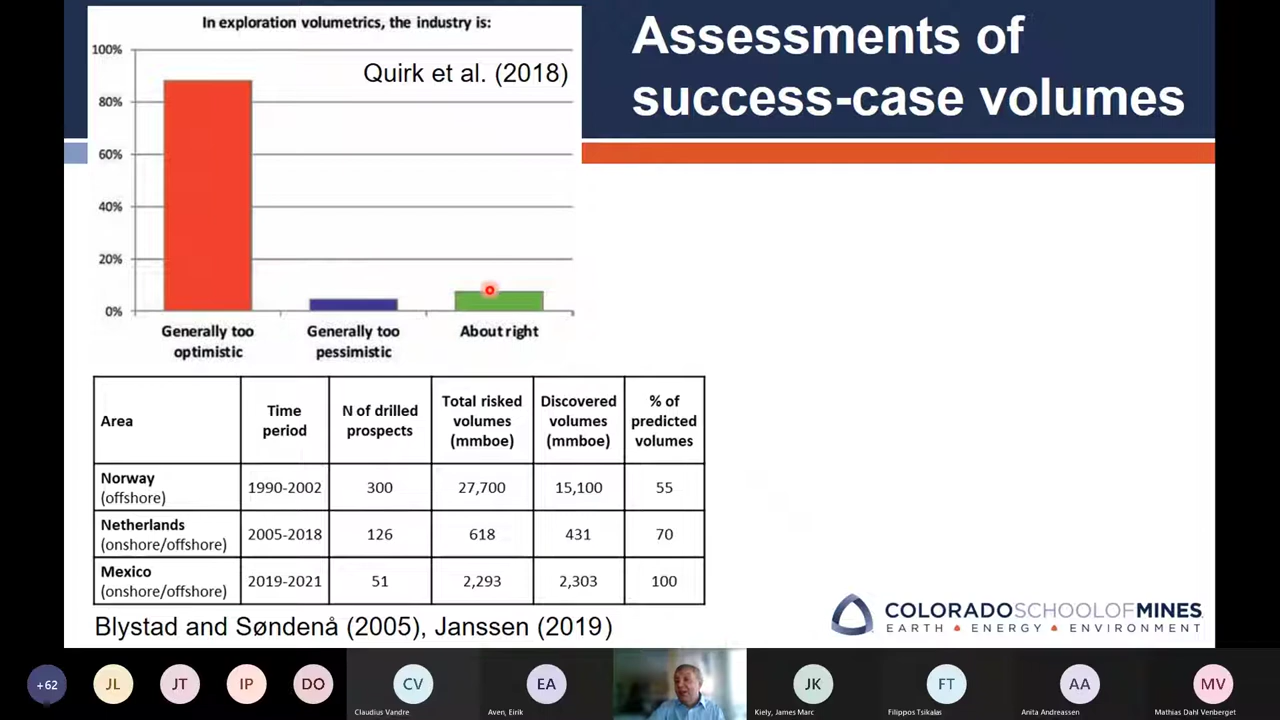 In exploration volumetrics, the industry is:
Quirk et al. (2018)
100%
80%
60%
40%
20%
0%
Generally too
optimistic
Generally too
pessimistic
About right
Assessments of
success-case volumes
Area
Time
period
N of drilled
prospects
Total risked
volumes
(mmboe)
Discovered
volumes
(mmboe)
% of
predicted
volumes
Norway
(offshore)
1990-2002
300
27,700
15,100
55
Netherlands
(onshore/offshore)
2005-2018
126
618
431
70
Mexico
(onshore/offshore)
2019-2021
51
2,293
2,303
100
Blystad and Søndenå (2005), Janssen (2019)
COLORADOSCHOOLOFMINES
EARTH • ENERGY • ENVIRONMENT
+62
JL
JT
IP
DO
CV
Claudius Vandre
EA
Aven, Eirik
JK
Kiely, James Marc
FT
Filippos Tsikalas
AA
Anita Andreassen
MV
Mathias Dahl Venberget